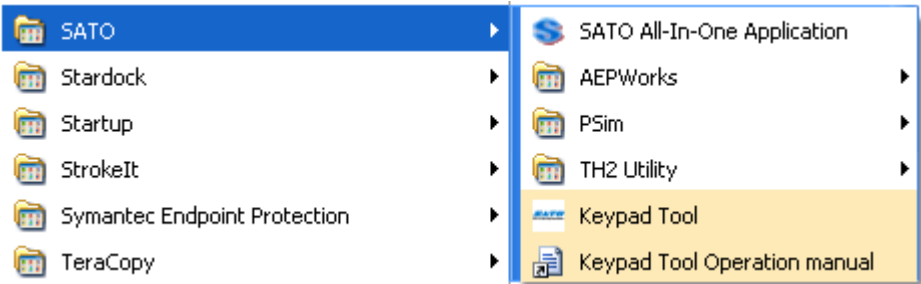 SATO
Stardock
Startup
StrokeIt
Symantec Endpoint Protection
TeraCopy
SATO All-In-One Application
AEPWorks
PSim
TH2 Utility
SATO
Keypad Tool
Keypad Tool Operation manual